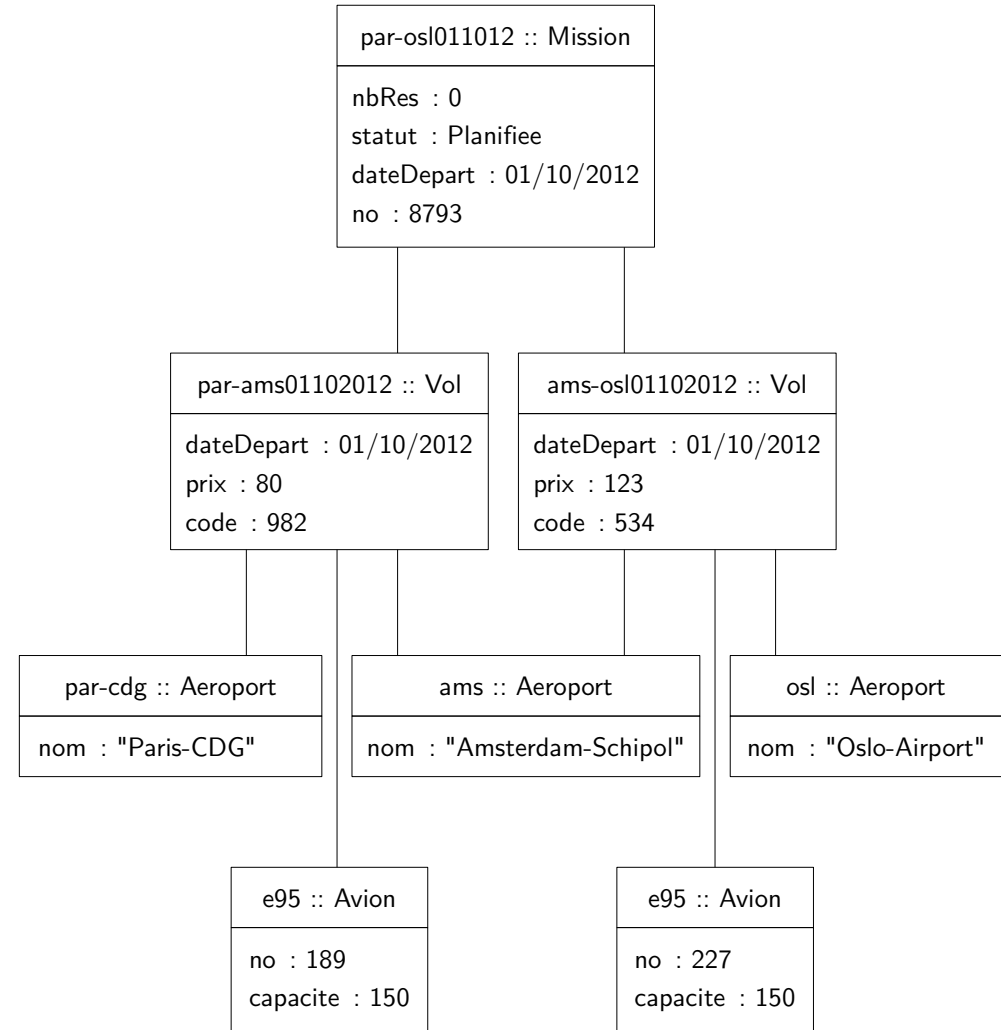 par-osl011012 :: Mission
nbRes : 0
statut : Planifiee
dateDepart : 01/10/2012
no : 8793
par-ams01102012 :: Vol
dateDepart : 01/10/2012
prix : 80
code : 982
ams-osl01102012 :: Vol
dateDepart : 01/10/2012
prix : 123
code : 534
par-cdg :: Aeroport
nom : "Paris-CDG"
ams :: Aeroport
nom : "Amsterdam-Schipol"
osl :: Aeroport
nom : "Oslo-Airport"
e95 :: Avion
no : 189
capacite : 150
e95 :: Avion
no : 227
capacite : 150